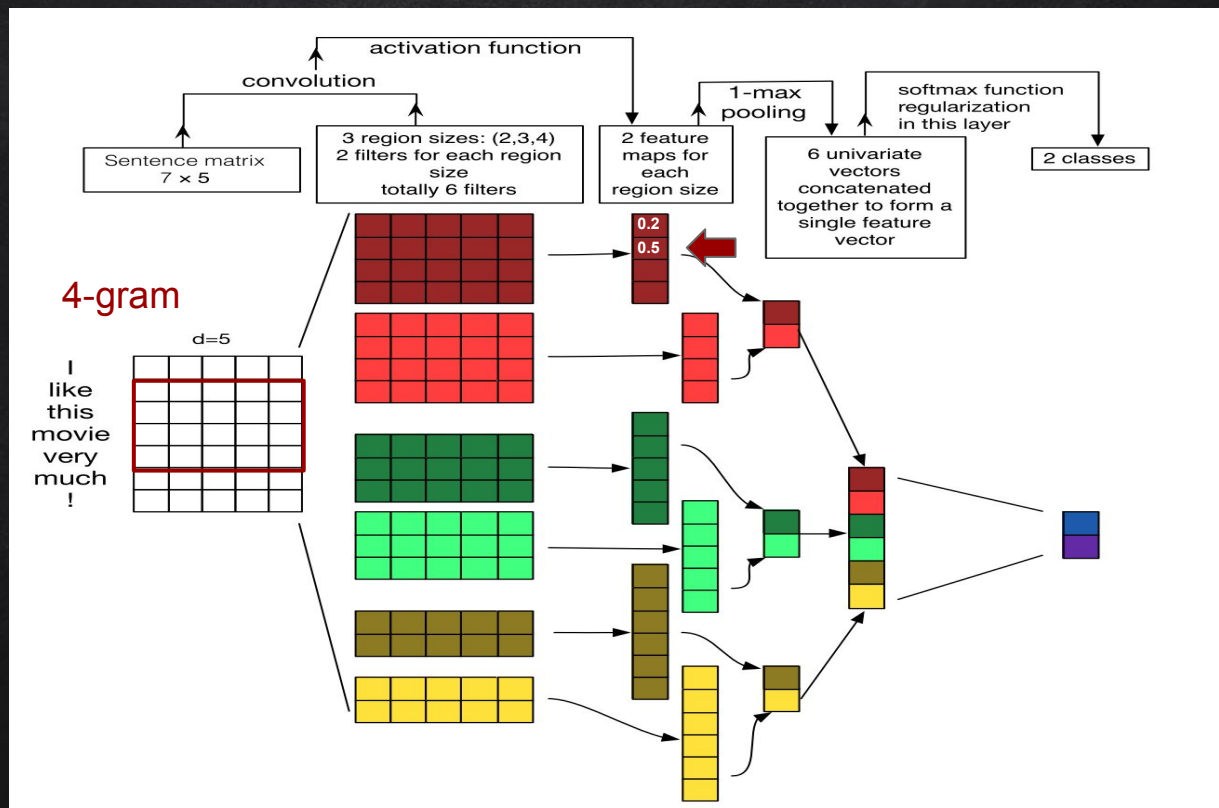 activation function
convolution
1-max
pooling
softmax function
regularization
in this layer
Sentence matrix
7 × 5
3 region sizes: (2,3,4)
2 filters for each region
size
totally 6 filters
2 feature
maps for
each
region size
6 univariate
vectors
concatenated
together to form a
single feature
vector
2 classes
0.2
0.5
4-gram
d=5
I
like
this
movie
very
much
!